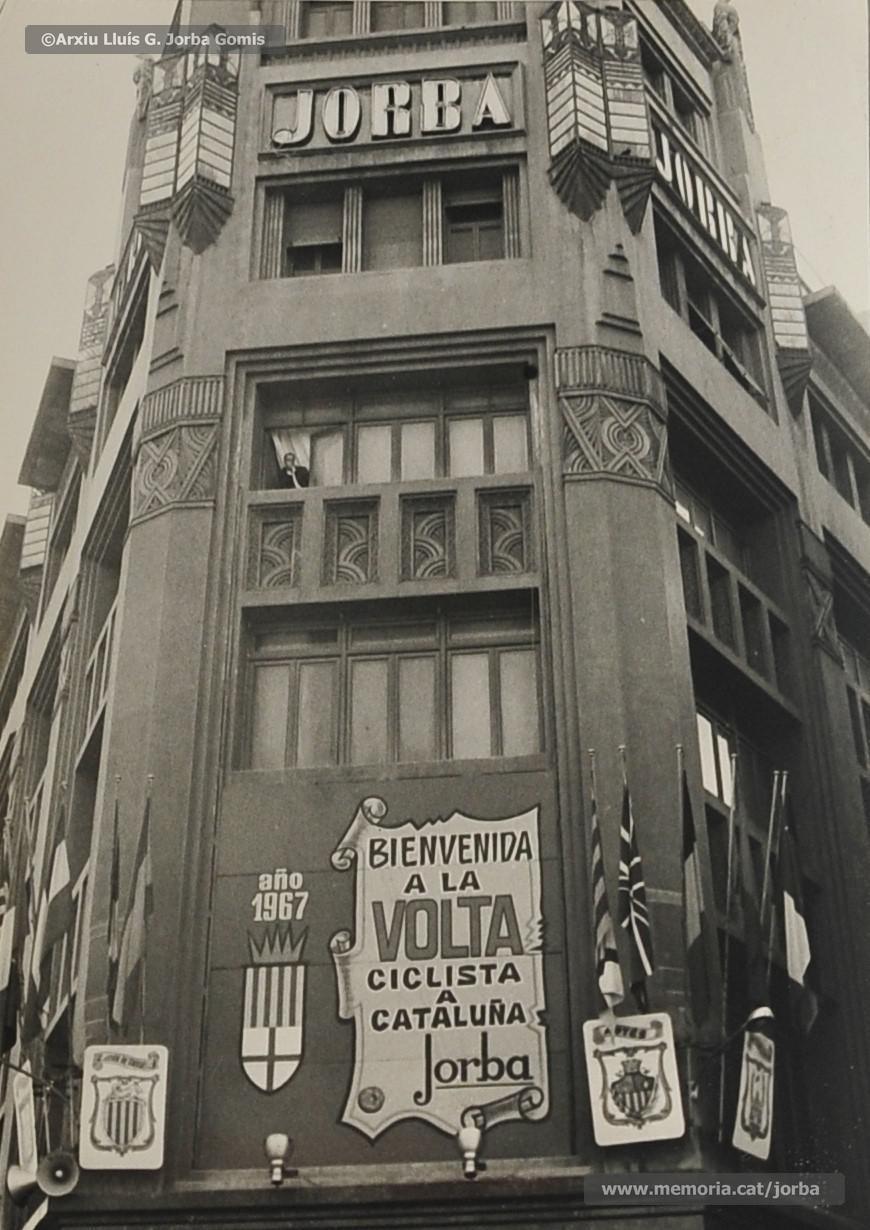 ©Arxiu Lluís G. Jorba Gomis
JORBA
JORBA
año
1967
BIENVENIDA
A LA
VOLTA
CICLISTA
A
CATALUÑA
Jorba
www.memoria.cat/jorba